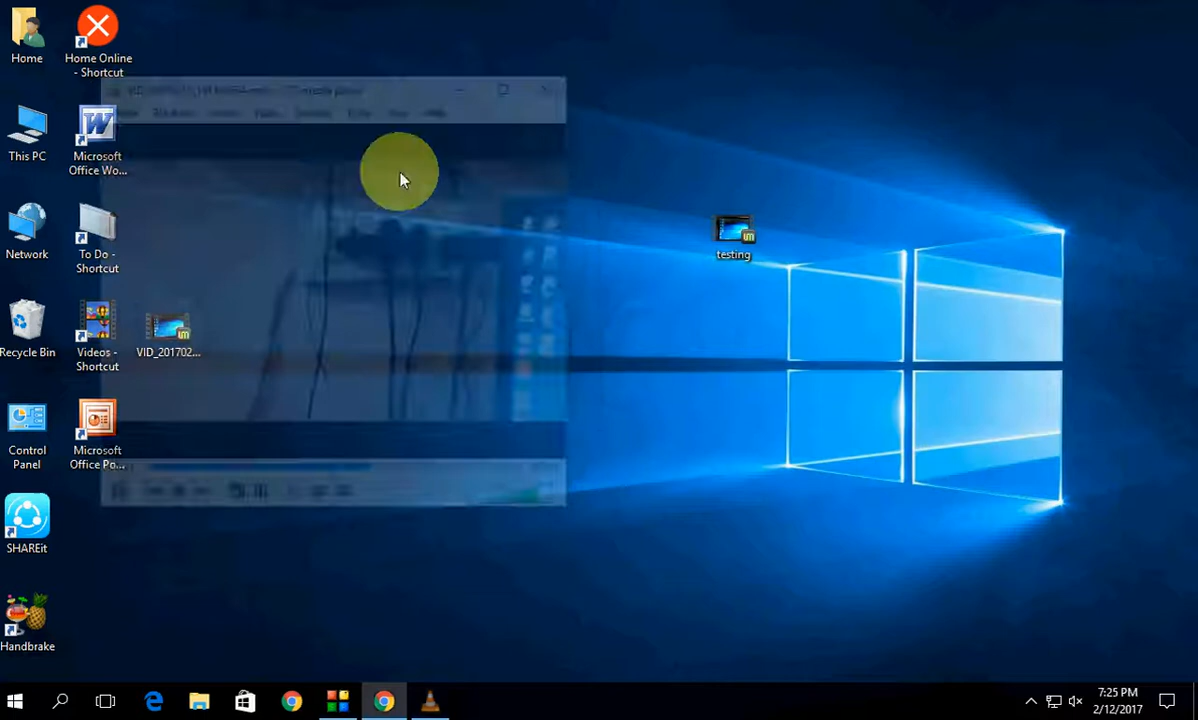 Home
Home Online
- Shortcut
This PC
Microsoft
Office Wo...
Network
To Do -
Shortcut
Recycle Bin
Videos -
Shortcut
VID_201702...
Control
Panel
Microsoft
Office Po...
SHAREit
Handbrake
testing
7:25 PM
2/12/2017